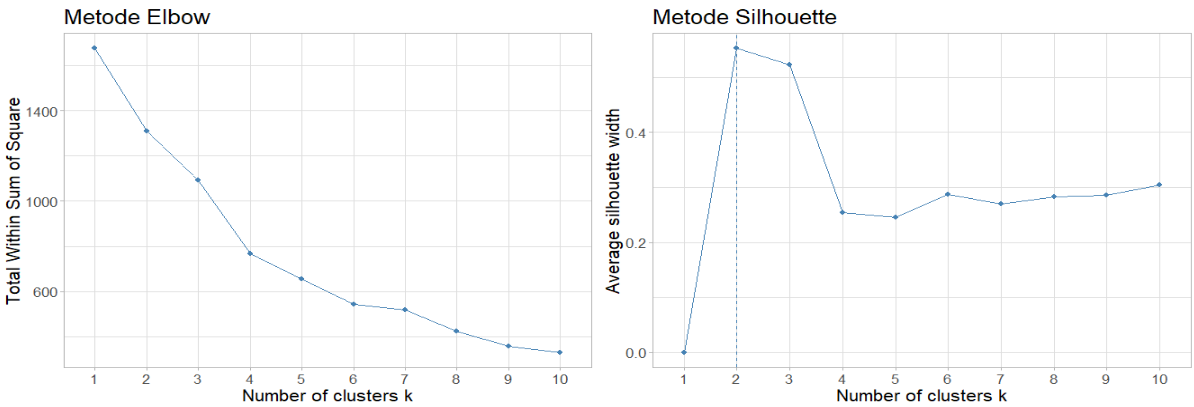 Metode Elbow
Total Within Sum of Square
1400
1000
600
1 2 3 4 5 6 7 8 9 10
Number of clusters k
Metode Silhouette
Average silhouette width
0.4
0.2
0.0
1 2 3 4 5 6 7 8 9 10
Number of clusters k